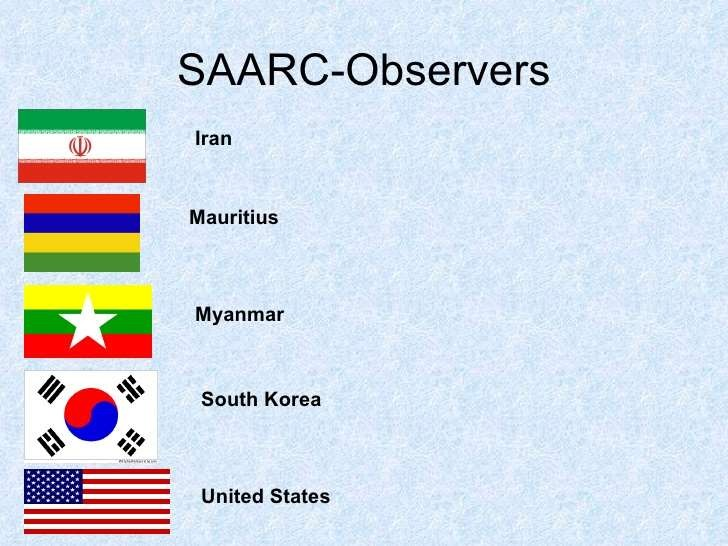 SAARC-Observers
Iran
Mauritius
Myanmar
South Korea
United States